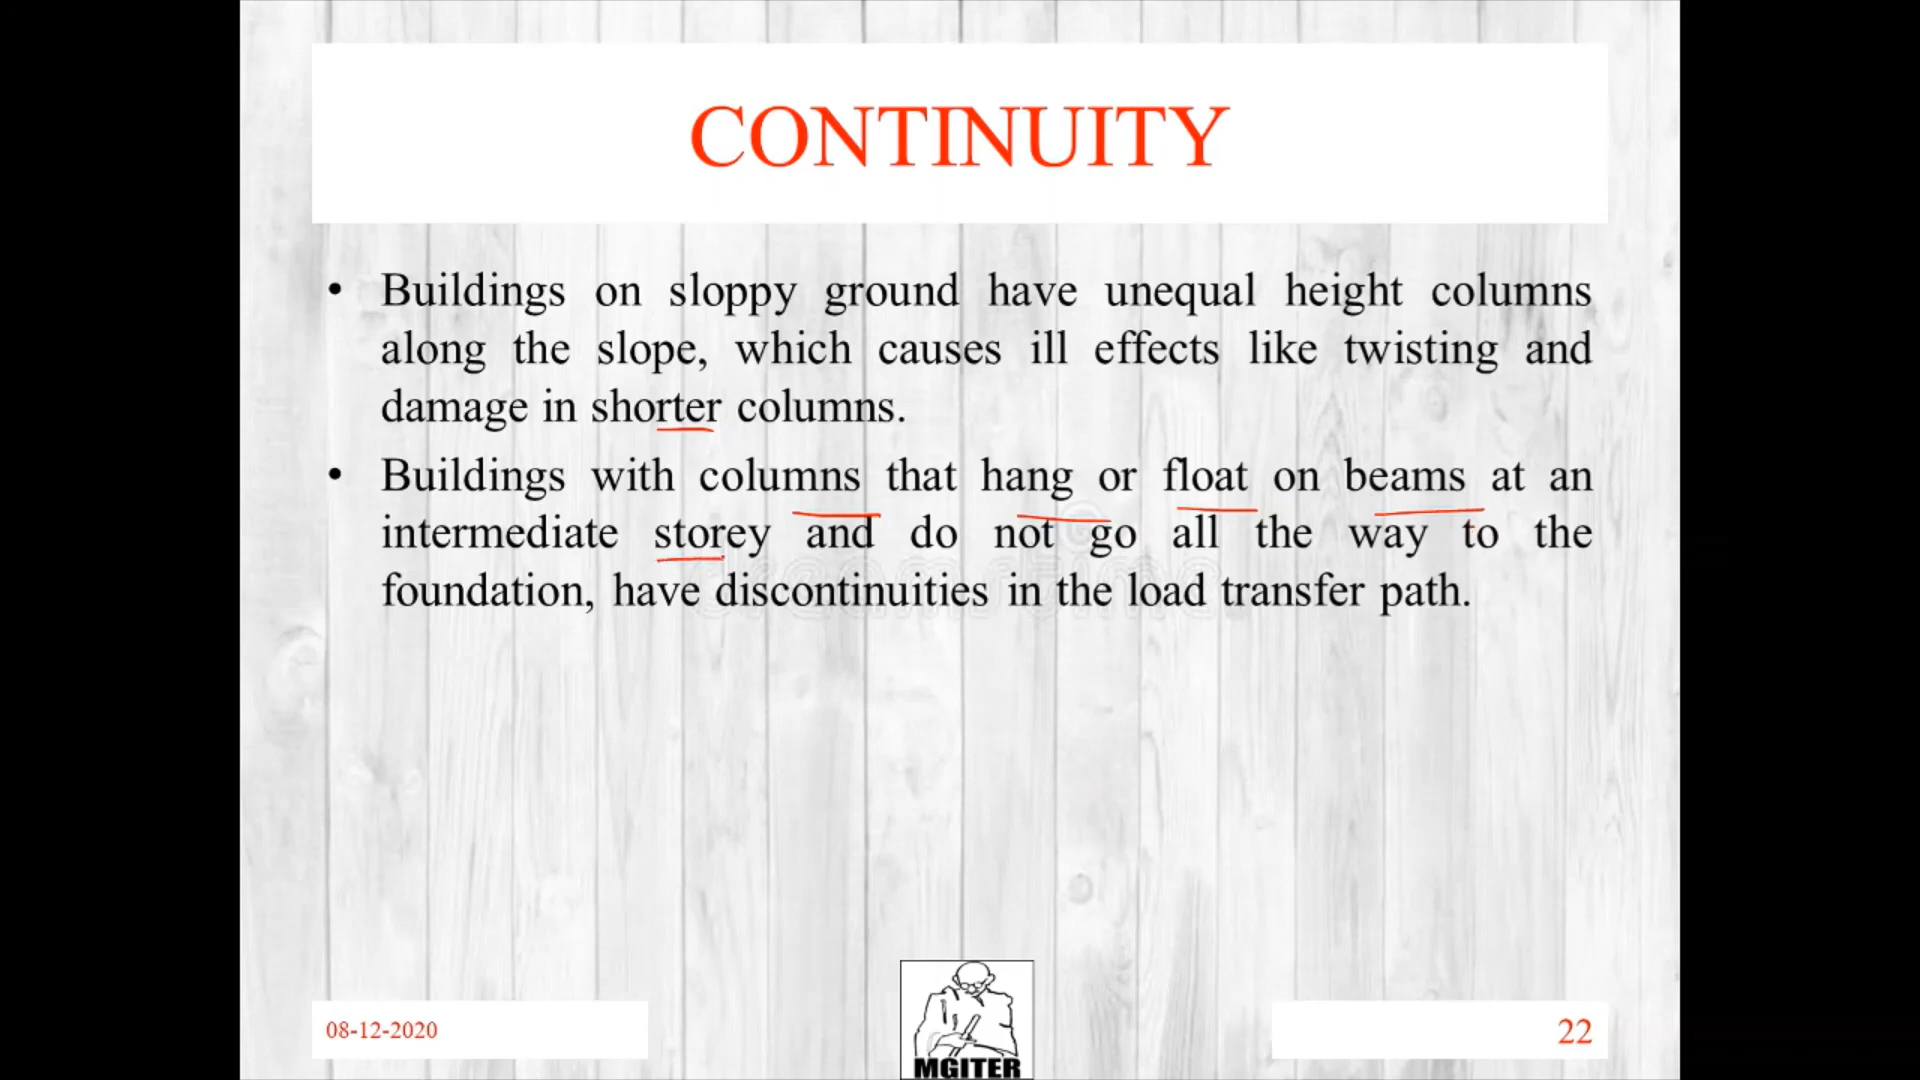 CONTINUITY
• Buildings on sloppy ground have unequal height columns
along the slope, which causes ill effects like twisting and
damage in shorter columns.
• Buildings with columns that hang or float on beams at an
intermediate storey and do not go all the way to the
foundation, have discontinuities in the load transfer path.
08-12-2020
MGITER
22